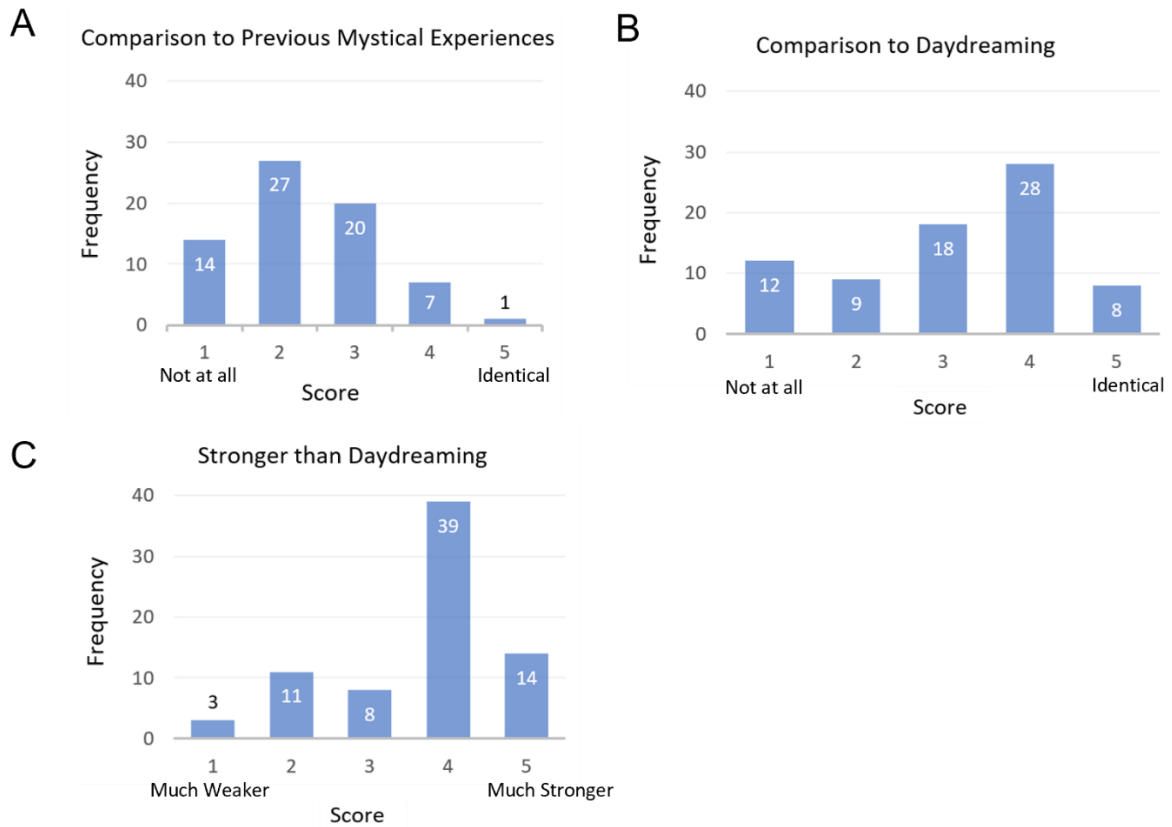 A
Comparison to Previous Mystical Experiences
40
30
20
10
0
Frequency
14
27
20
7
1
1
2
3
4
5
Not at all
Identical
Score
B
Comparison to Daydreaming
40
30
20
10
0
Frequency
12
9
18
28
8
1
2
3
4
5
Not at all
Identical
Score
C
Stronger than Daydreaming
40
30
20
10
0
Frequency
3
11
8
39
14
1
2
3
4
5
Much Weaker
Much Stronger
Score